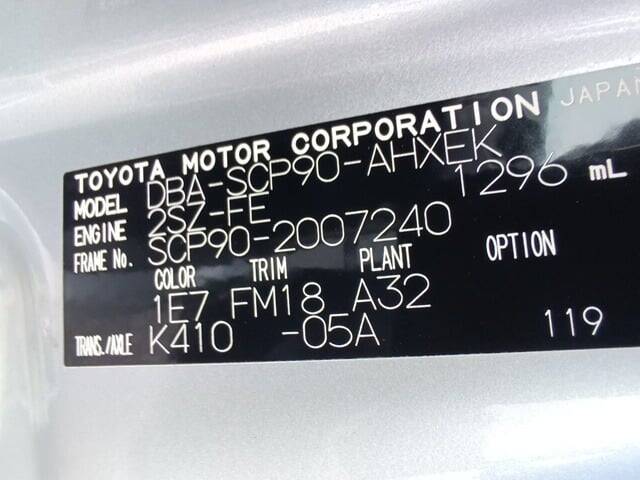 TOYOTA MOTOR CORPORATION JAPAN
MODEL DBA-SCP90-AHXEK
ENGINE 2SZ-FE 1296 mL
FRAME No. SCP90-2007240
COLOR TRIM PLANT OPTION
1E7 FM18 A32
TRANS./AXLE K410 -05A 119